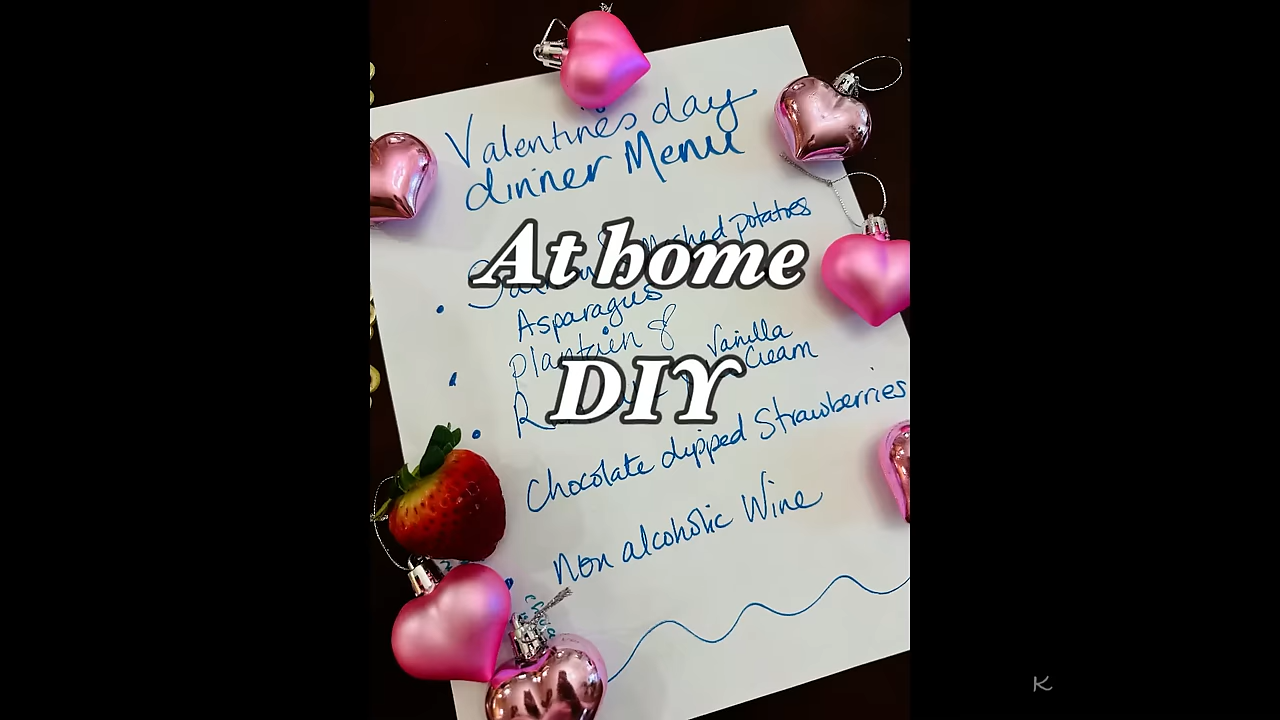 Valentines day
dinner Menu
& Mashed potatoes
At home
Asparagus
Plantain &
Vanilla
Cream
DIY
Chocolate dipped Strawberries
Non alcoholic Wine
K